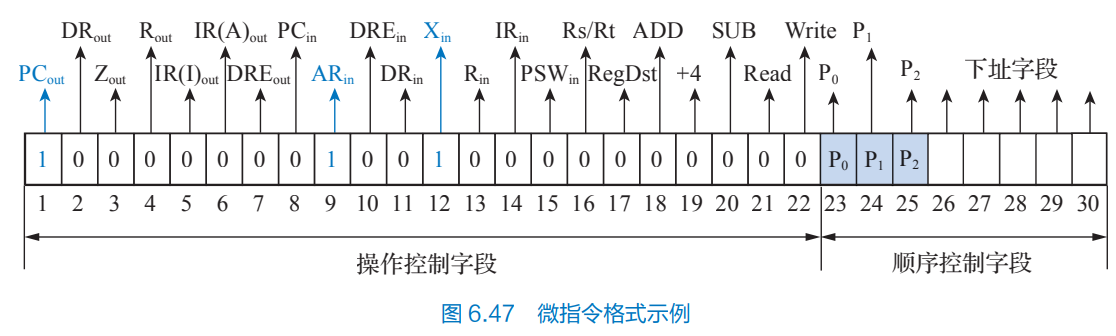 DRout Rout IR(A)out PCin DREin Xin IRin Rs/Rt ADD SUB Write P1
PCout Zout IR(I)out DREout ARin DRin Rin PSWin RegDst +4 Read P0 P2 下址字段
1 0 0 0 0 0 0 0 1 0 0 1 0 0 0 0 0 0 0 0 0 0 P0 P1 P2
1 2 3 4 5 6 7 8 9 10 11 12 13 14 15 16 17 18 19 20 21 22 23 24 25 26 27 28 29 30
操作控制字段 顺序控制字段
图 6.47 微指令格式示例